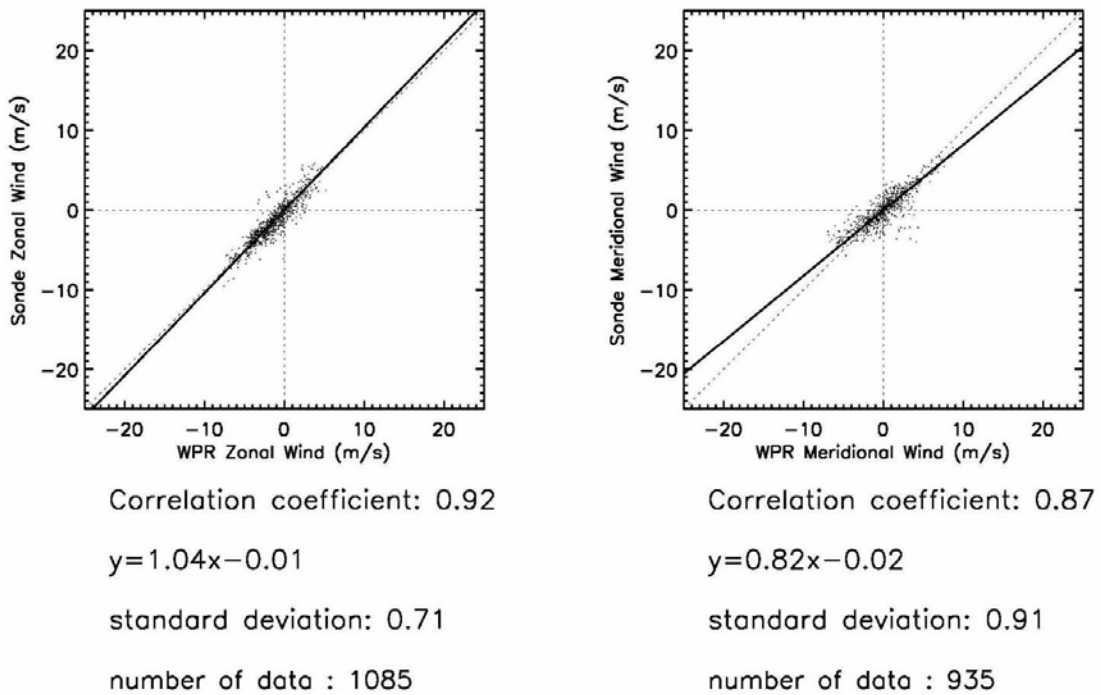 20
10
0
−10
−20
Sonde Zonal Wind (m/s)
−20 −10 0 10 20
WPR Zonal Wind (m/s)
Correlation coefficient: 0.92
y=1.04x−0.01
standard deviation: 0.71
number of data : 1085
20
10
0
−10
−20
Sonde Meridional Wind (m/s)
−20 −10 0 10 20
WPR Meridional Wind (m/s)
Correlation coefficient: 0.87
y=0.82x−0.02
standard deviation: 0.91
number of data : 935